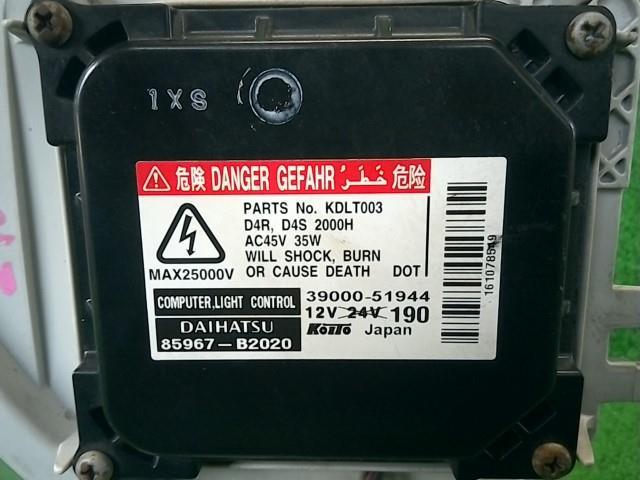 1XS
⚠ 危険 DANGER GEFAHR خَطَرْ 危险
PARTS No. KDLT003
D4R, D4S 2000H
AC45V 35W
WILL SHOCK, BURN
OR CAUSE DEATH DOT
MAX25000V
COMPUTER,LIGHT CONTROL 39000-51944
12V 24V 190
DAIHATSU KOITO Japan
85967-B2020
161078549